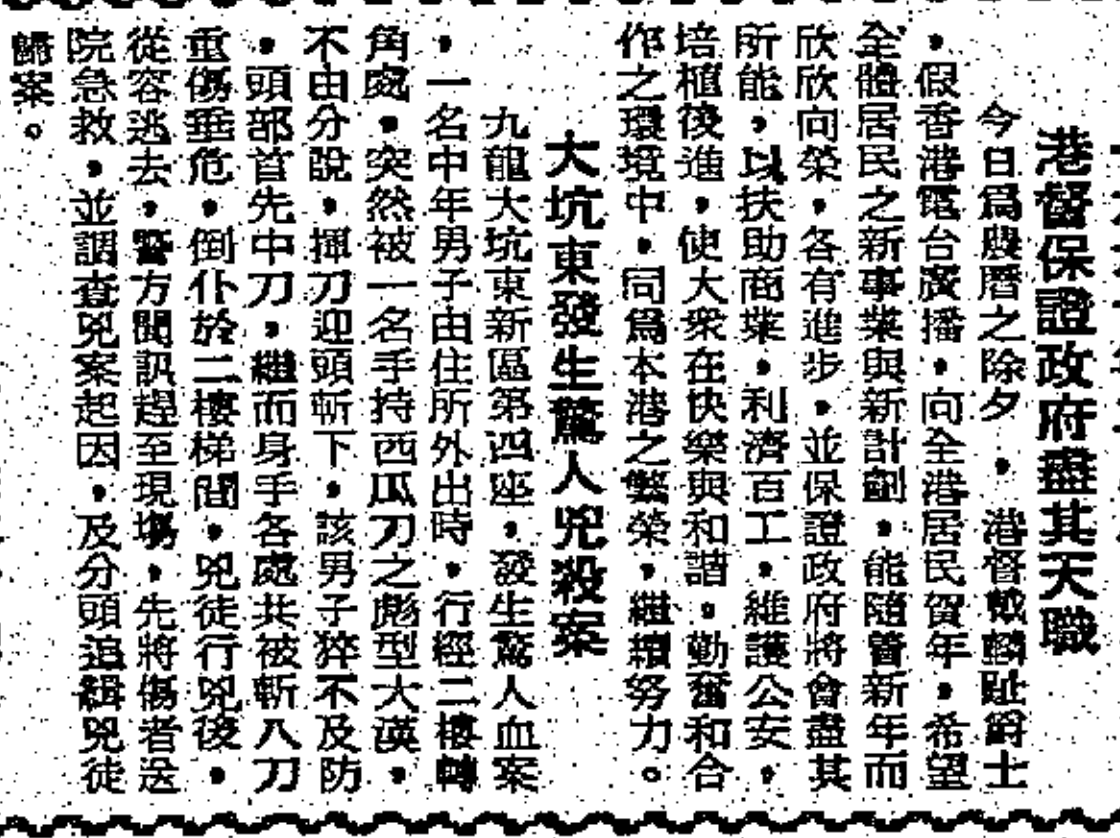 港督保證政府盡其天職
今日爲農曆之除夕，港督戴麟趾爵士
，假香港電台廣播，向全港居民賀年，希望
全體居民之新事業與新計劃，能隨着新年而
欣欣向榮，各有進步，並保證政府將會盡其
所能，以扶助商業，利濟百工，維護公安，
培植後進，使大衆在快樂與和諧，勤奮和合
作之環境中，同爲本港之繁榮，繼續努力。
大坑東發生驚人兇殺案
九龍大坑東新區第四座，發生驚人血案
，一名中年男子由住所外出時，行經二樓轉
角處，突然被一名手持西瓜刀之彪型大漢，
不由分說，揮刀迎頭斬下，該男子猝不及防
，頭部首先中刀，繼而身手各處共被斬八刀
重傷垂危，倒仆於二樓梯間，兇徒行兇後，
從容逃去，警方聞訊趕至現場，先將傷者送
院急救，並調查兇案起因，及分頭追緝兇徒
歸案。